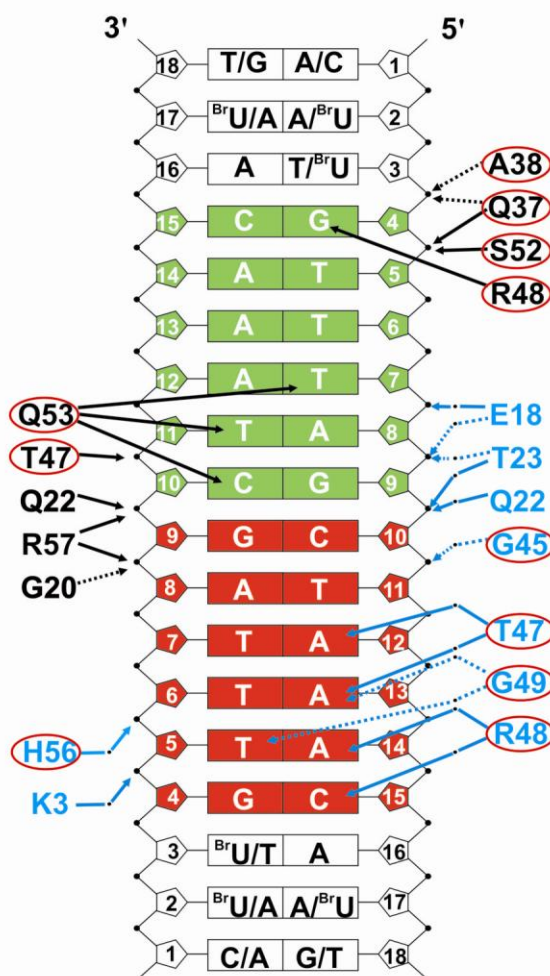 3' 5'
18 T/G A/C 1
17 BrU/A A/BrU 2
16 A T/BrU 3
A38
Q37
15 C G 4
S52
14 A T 5
R48
13 A T 6
12 A T 7
Q53 E18
11 T A 8
T47 T23
10 C G 9
Q22 Q22
9 G C 10
R57 G45
G20
8 A T 11
7 T A 12
T47
6 T A 13
G49
H56
5 T A 14
R48
K3
4 G C 15
3 BrU/T A 16
2 BrU/A A/BrU 17
1 C/A G/T 18